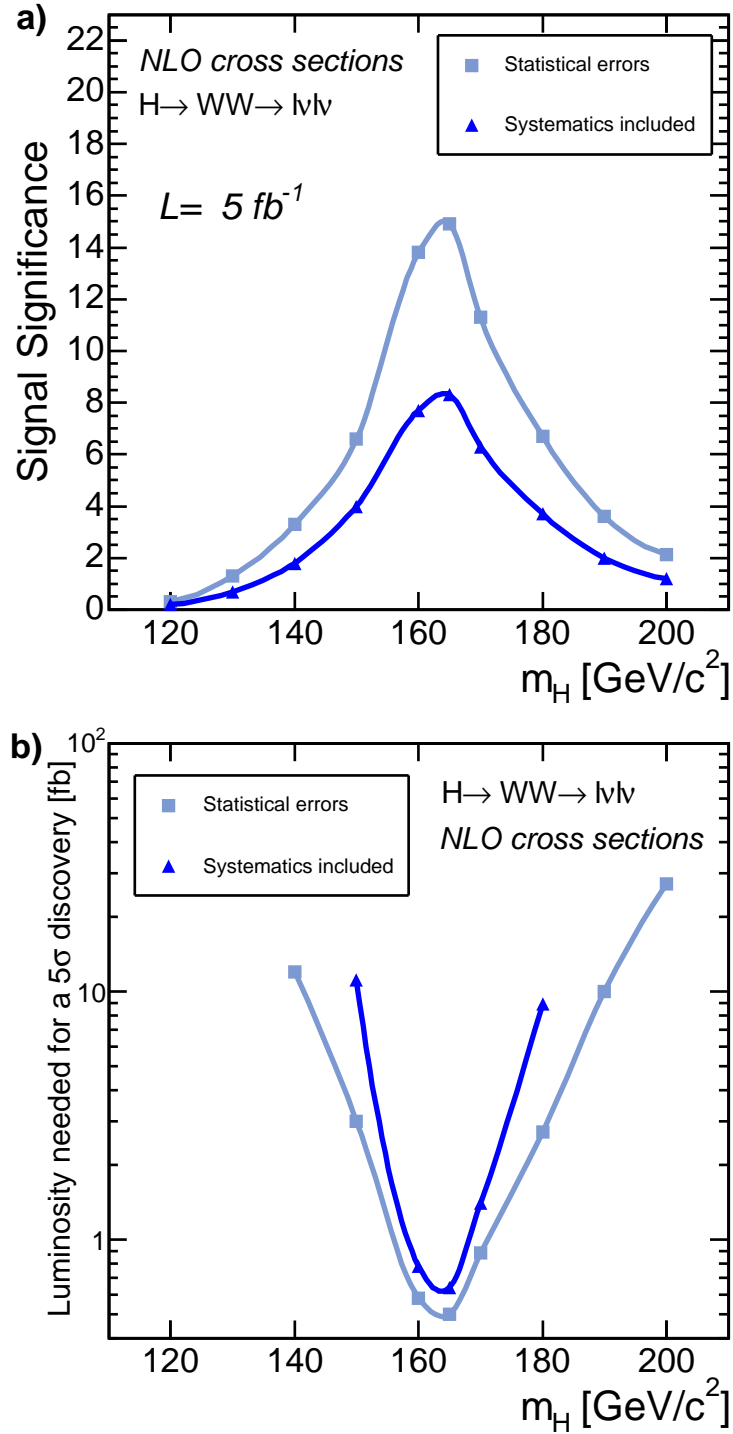 a)
NLO cross sections
H→ WW→ lνlν
Statistical errors
Systematics included
L= 5 fb⁻¹
Signal Significance
22
20
18
16
14
12
10
8
6
4
2
0
120 140 160 180 200
m_H [GeV/c²]
b)
Statistical errors
Systematics included
H→ WW→ lνlν
NLO cross sections
Luminosity needed for a 5σ discovery [fb]
10²
10
1
120 140 160 180 200
m_H [GeV/c²]